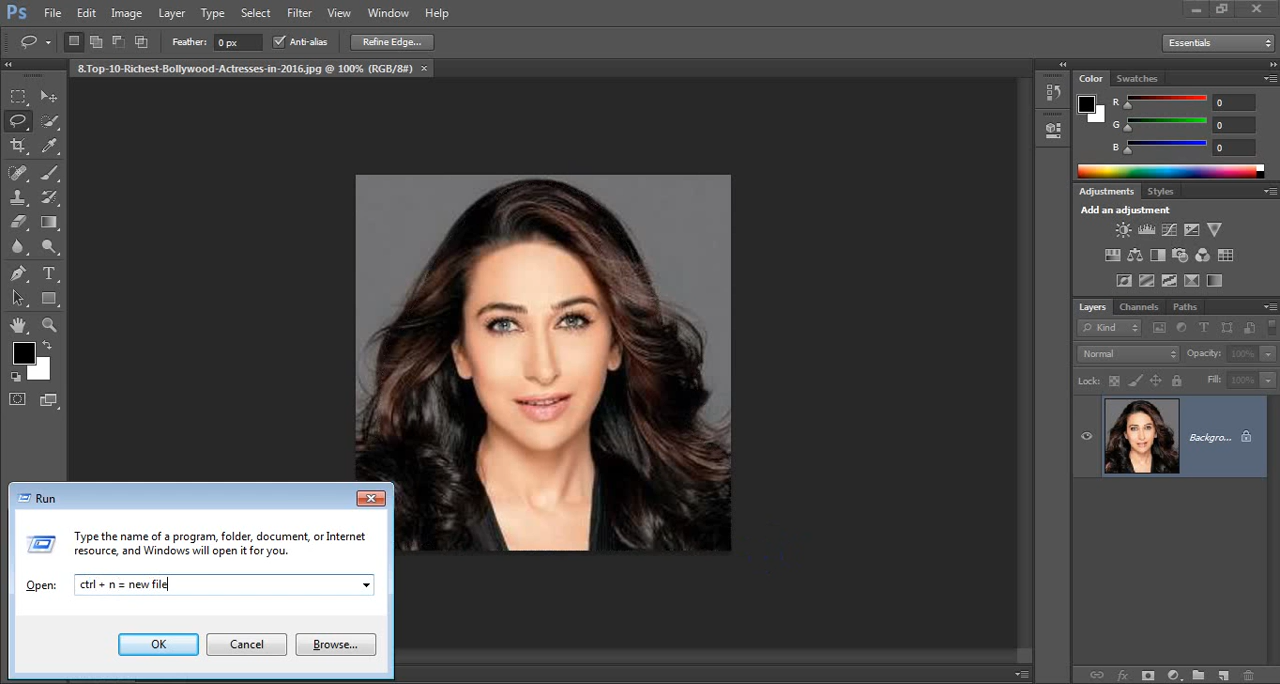 Ps File Edit Image Layer Type Select Filter View Window Help
Feather: 0 px Anti-alias Refine Edge... Essentials
8.Top-10-Richest-Bollywood-Actresses-in-2016.jpg @ 100% (RGB/8#) ×
Color Swatches
R 0
G 0
B 0
Adjustments Styles
Add an adjustment
Layers Channels Paths
Kind
Normal Opacity: 100%
Lock: Fill: 100%
Backgro...
Run
Type the name of a program, folder, document, or Internet
resource, and Windows will open it for you.
Open: ctrl + n = new file
OK Cancel Browse...